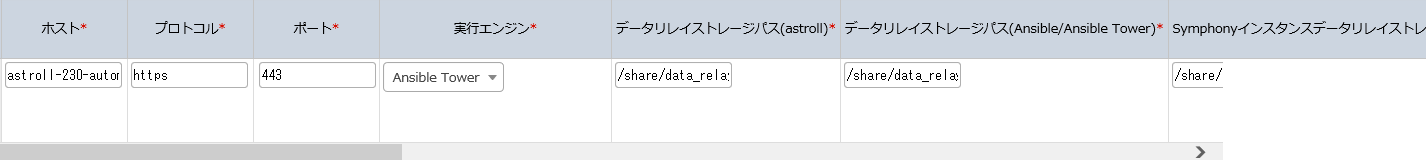 ホスト* プロトコル* ポート* 実行エンジン* データリレイストレージパス(astroll)* データリレイストレージパス(Ansible/Ansible Tower)* Symphonyインスタンスデータリレイストレ
astroll-230-autom https 443 Ansible Tower /share/data_relay /share/data_relay /share/